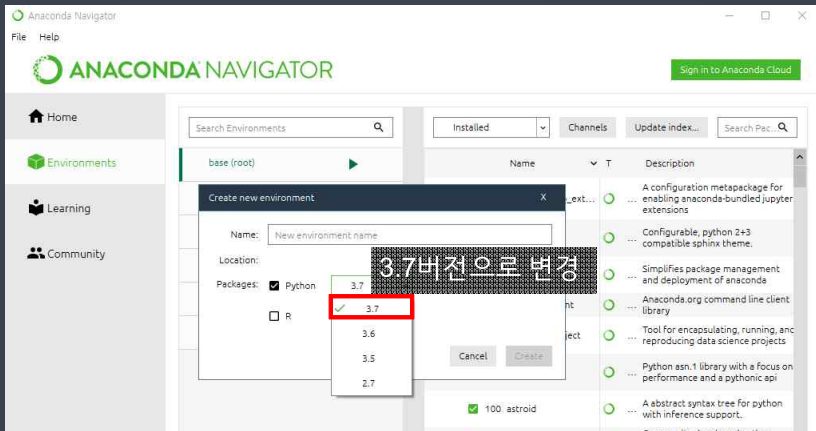 Anaconda Navigator
File Help
ANACONDA NAVIGATOR
Sign in to Anaconda Cloud
Home
Environments
Learning
Community
Search Environments
base (root)
Installed
Channels
Update index...
Search Pac...
Name
T
Description
_ext...
... A configuration metapackage for
enabling anaconda-bundled jupyter
extensions
... Configurable, python 2+3
compatible sphinx theme.
... Simplifies package management
and deployment of anaconda
nt
... Anaconda.org command line client
library
ject
... Tool for encapsulating, running, and
reproducing data science projects
... Python asn.1 library with a focus on
performance and a pythonic api
100. astroid
... A abstract syntax tree for python
with inference support.
Create new environment
X
Name:
New environment name
Location:
3.7버전으로 변경
Packages:
Python
3.7
R
3.7
3.6
3.5
2.7
Cancel
Create